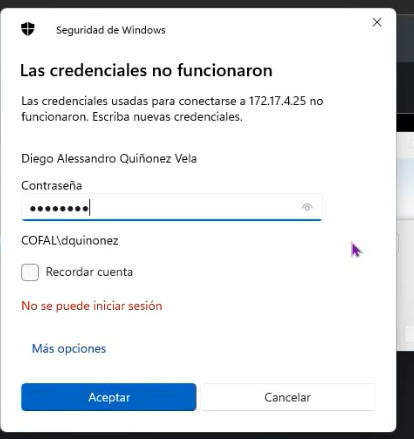 Seguridad de Windows
Las credenciales no funcionaron
Las credenciales usadas para conectarse a 172.17.4.25 no
funcionaron. Escriba nuevas credenciales.
Diego Alessandro Quiñonez Vela
Contraseña
••••••••
COFAL\dquinonez
Recordar cuenta
No se puede iniciar sesión
Más opciones
Aceptar
Cancelar